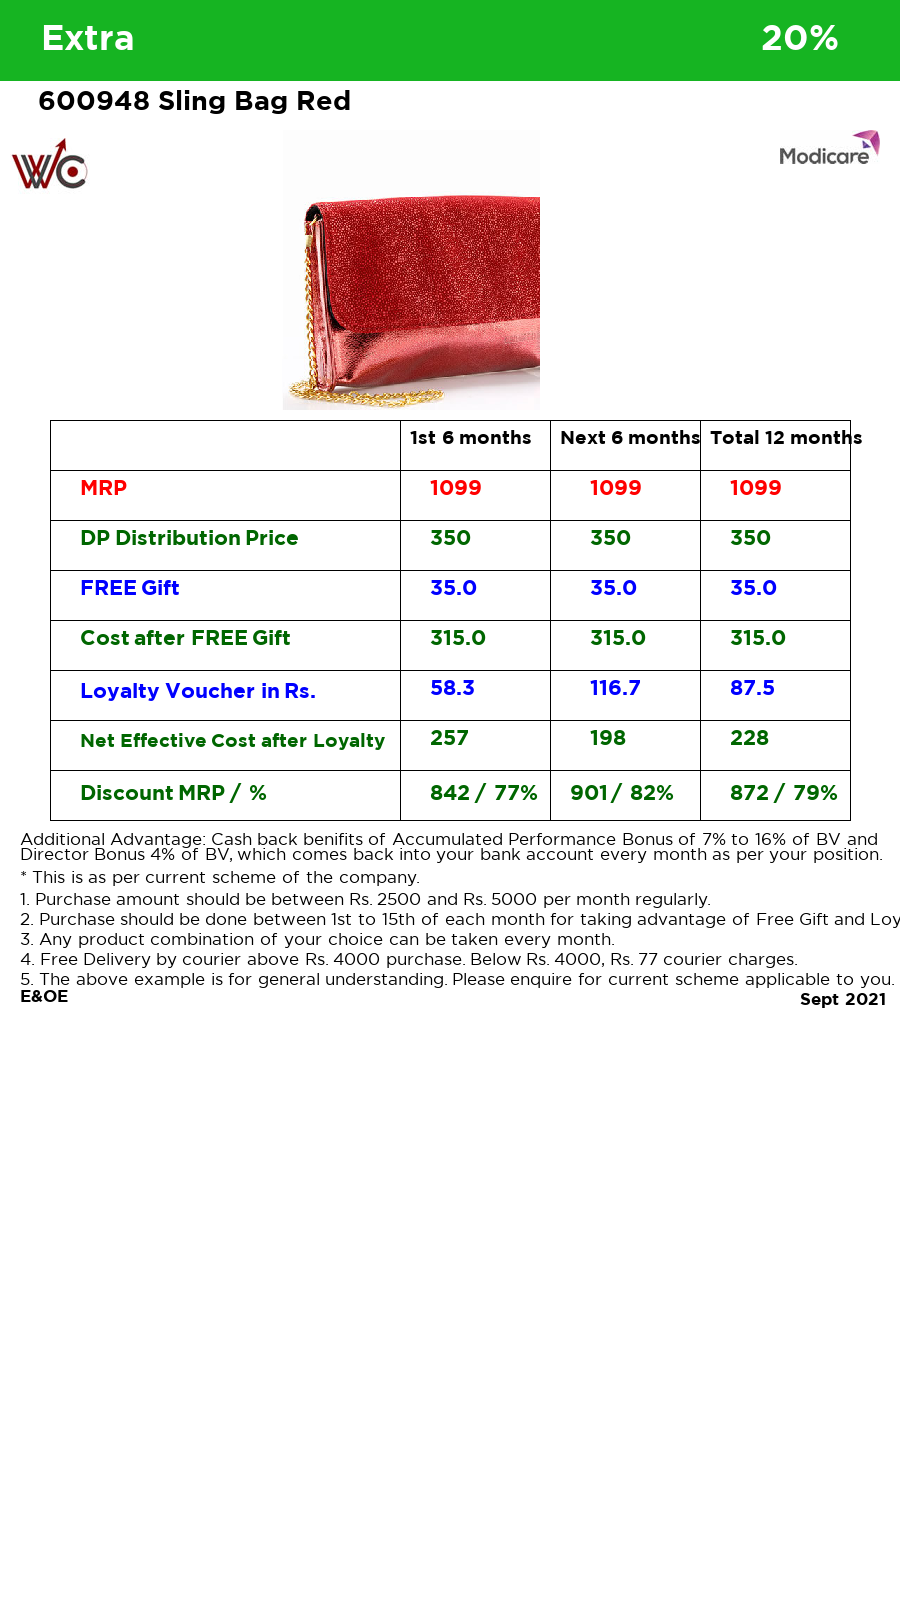 Extra 20%
600948 Sling Bag Red
WC
Modicare
1st 6 months Next 6 months Total 12 months
MRP 1099 1099 1099
DP Distribution Price 350 350 350
FREE Gift 35.0 35.0 35.0
Cost after FREE Gift 315.0 315.0 315.0
Loyalty Voucher in Rs. 58.3 116.7 87.5
Net Effective Cost after Loyalty 257 198 228
Discount MRP / % 842 / 77% 901 / 82% 872 / 79%
Additional Advantage: Cash back benifits of Accumulated Performance Bonus of 7% to 16% of BV and
Director Bonus 4% of BV, which comes back into your bank account every month as per your position.
* This is as per current scheme of the company.
1. Purchase amount should be between Rs. 2500 and Rs. 5000 per month regularly.
2. Purchase should be done between 1st to 15th of each month for taking advantage of Free Gift and Loy
3. Any product combination of your choice can be taken every month.
4. Free Delivery by courier above Rs. 4000 purchase. Below Rs. 4000, Rs. 77 courier charges.
5. The above example is for general understanding. Please enquire for current scheme applicable to you.
E&OE
Sept 2021